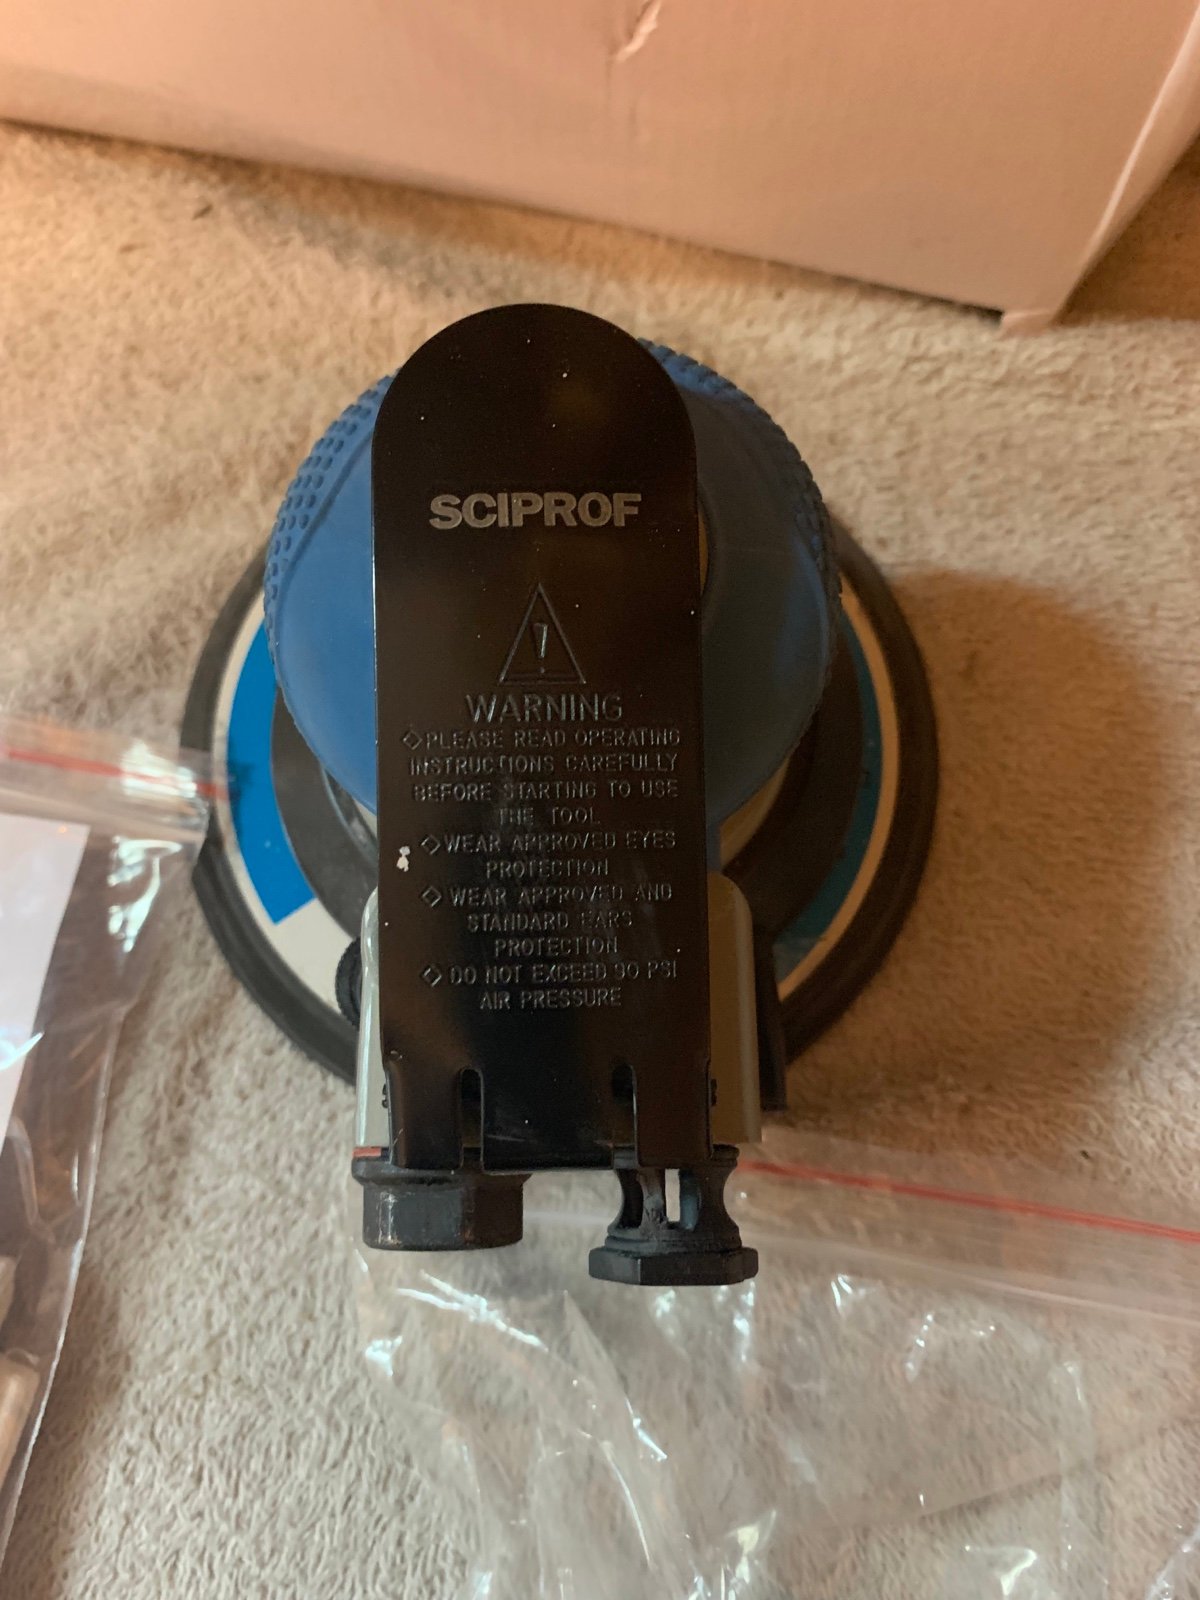 SCIPROF
!
WARNING
◇PLEASE READ OPERATING
INSTRUCTIONS CAREFULLY
BEFORE STARTING TO USE
THE TOOL
◇WEAR APPROVED EYES
PROTECTION
◇WEAR APPROVED AND
STANDARD EARS
PROTECTION
◇DO NOT EXCEED 90 PSI
AIR PRESSURE